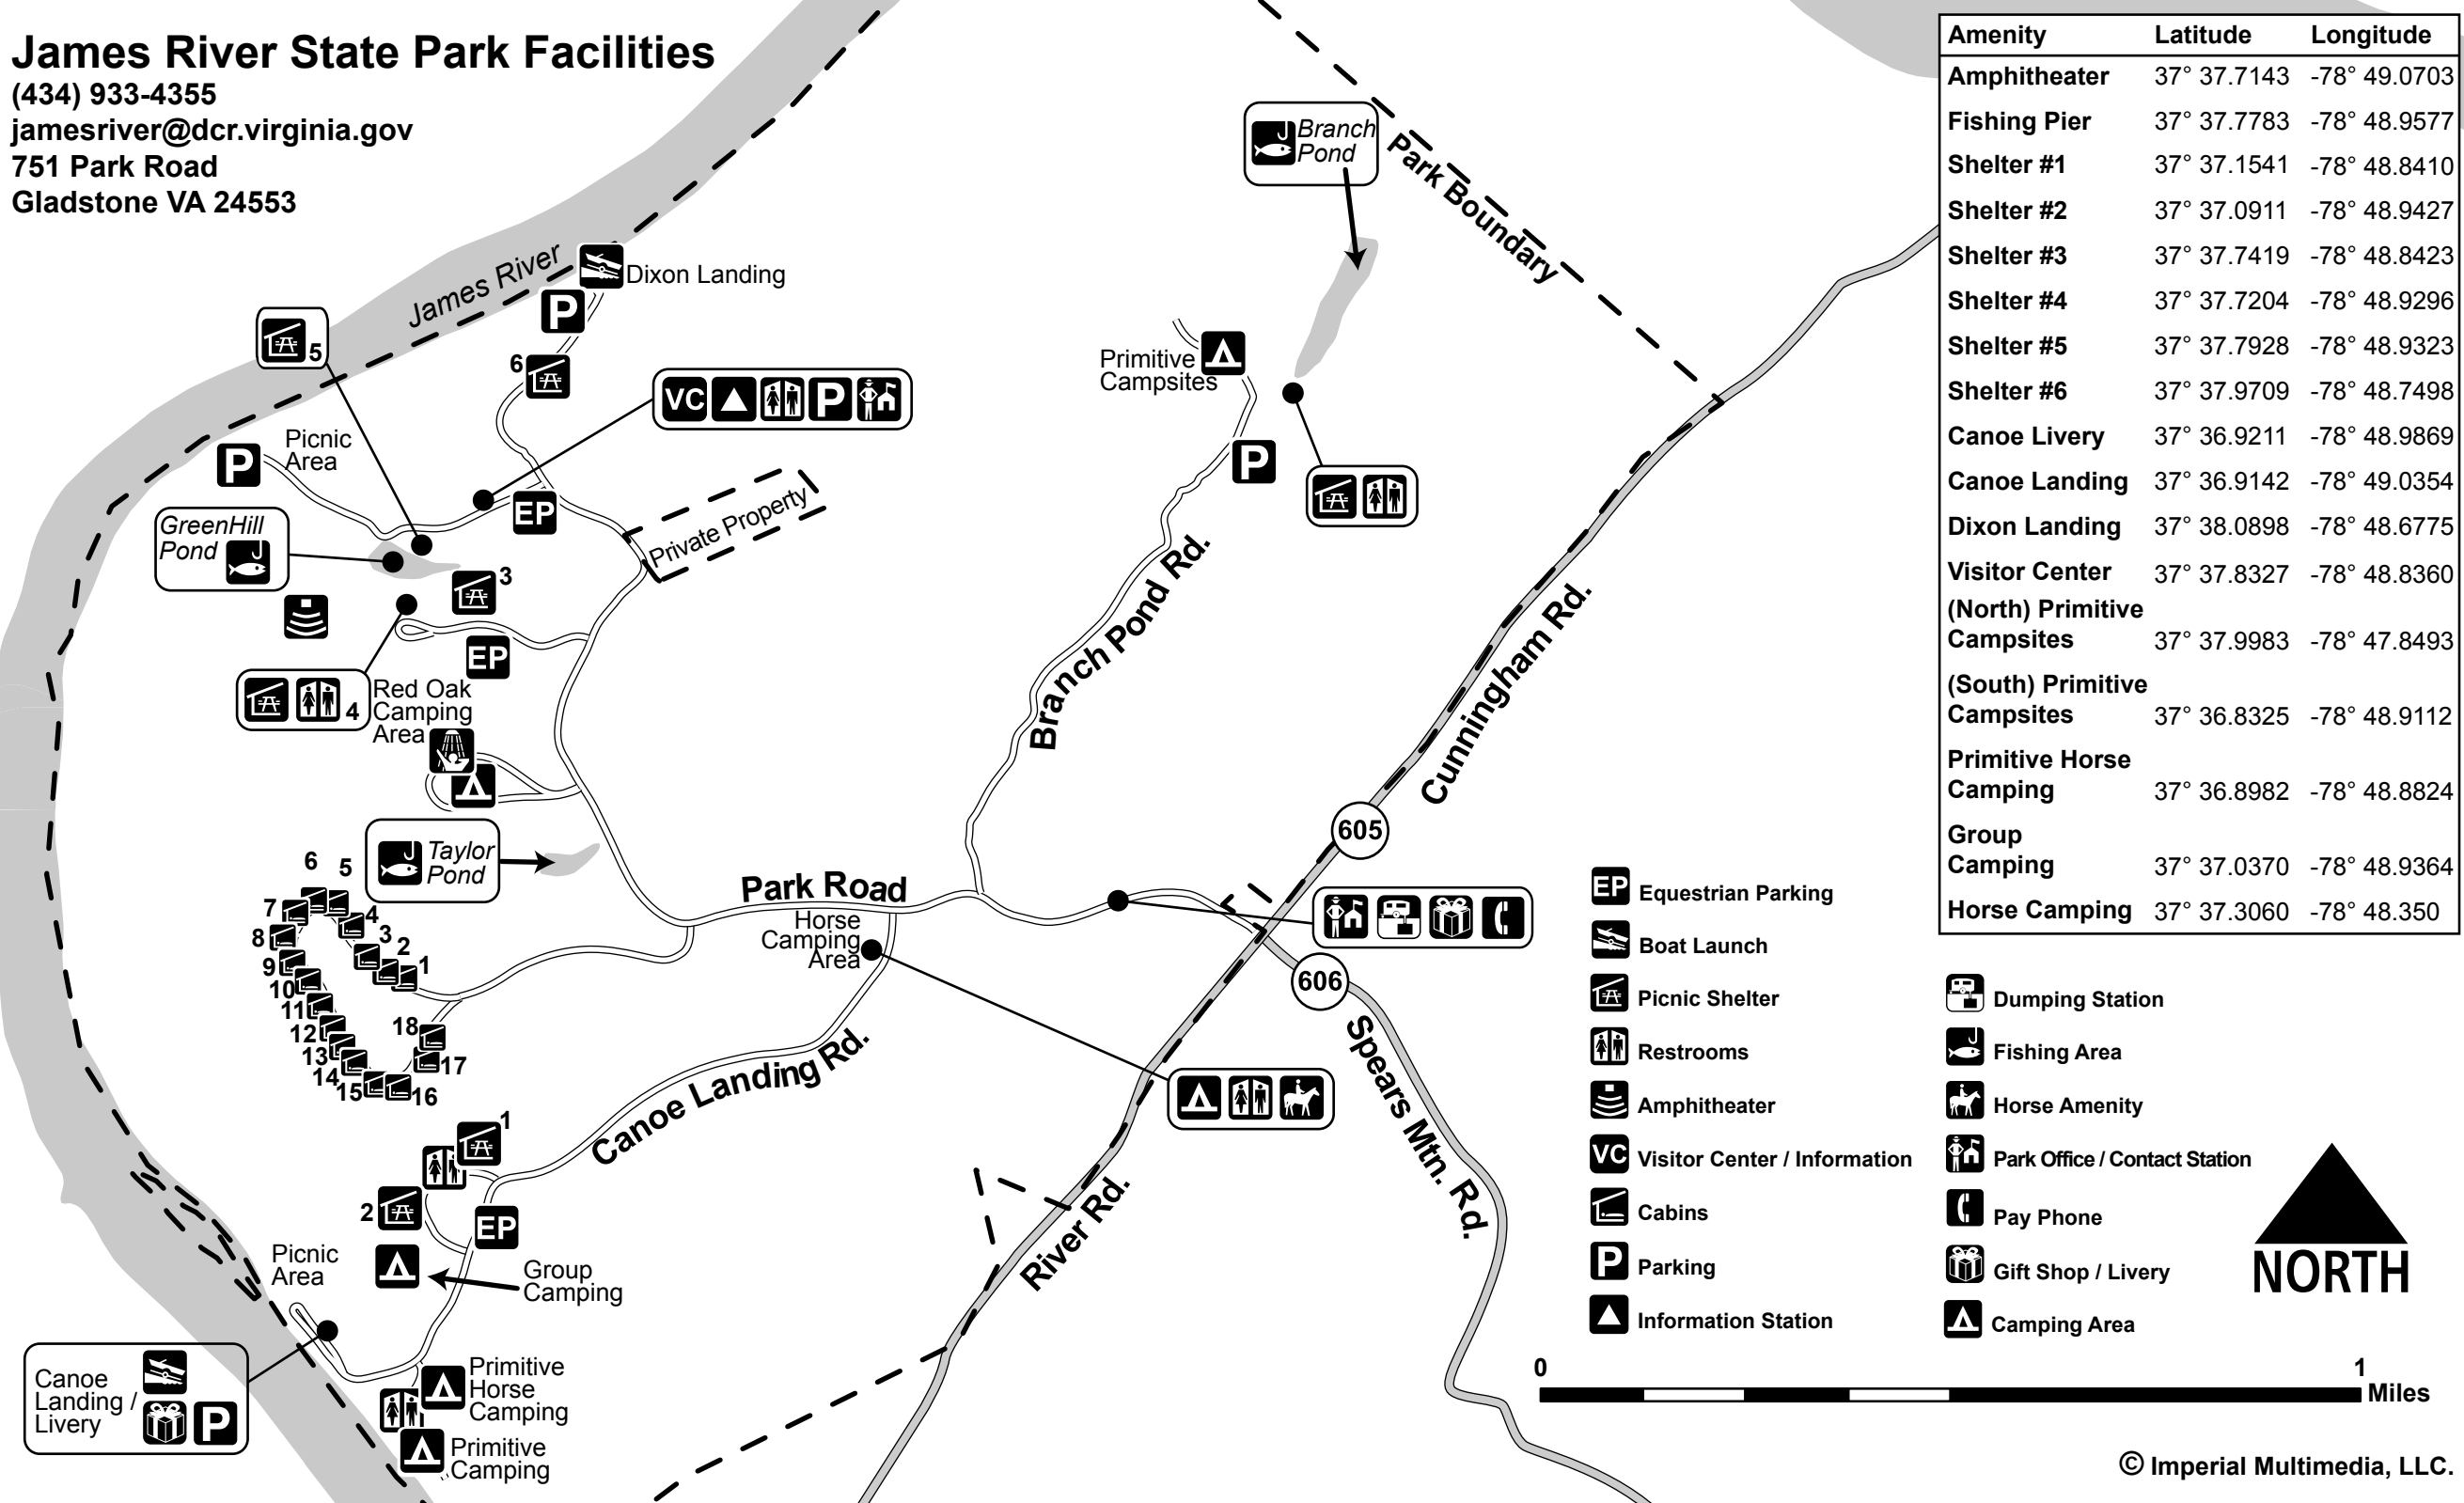 James River State Park Facilities
(434) 933-4355
jamesriver@dcr.virginia.gov
751 Park Road
Gladstone VA 24553
Amenity Latitude Longitude
Amphitheater 37° 37.7143 -78° 49.0703
Fishing Pier 37° 37.7783 -78° 48.9577
Shelter #1 37° 37.1541 -78° 48.8410
Shelter #2 37° 37.0911 -78° 48.9427
Shelter #3 37° 37.7419 -78° 48.8423
Shelter #4 37° 37.7204 -78° 48.9296
Shelter #5 37° 37.7928 -78° 48.9323
Shelter #6 37° 37.9709 -78° 48.7498
Canoe Livery 37° 36.9211 -78° 48.9869
Canoe Landing 37° 36.9142 -78° 49.0354
Dixon Landing 37° 38.0898 -78° 48.6775
Visitor Center 37° 37.8327 -78° 48.8360
(North) Primitive
Campsites 37° 37.9983 -78° 47.8493
(South) Primitive
Campsites 37° 36.8325 -78° 48.9112
Primitive Horse
Camping 37° 36.8982 -78° 48.8824
Group
Camping 37° 37.0370 -78° 48.9364
Horse Camping 37° 37.3060 -78° 48.350
Branch
Pond
Park Boundary
James River
Dixon Landing
P
5
6
VC P
Primitive
Campsites
P
Picnic
Area
P
EP
Private Property
GreenHill
Pond
3
EP
4
Red Oak
Camping
Area
Branch Pond Rd.
Cunningham Rd.
605
Taylor
Pond
6
5
7
4
8
3
2
9
1
10
11
12
18
13
17
14
15
16
Park Road
Horse
Camping
Area
606
Canoe Landing Rd.
Spears Mtn. Rd.
River Rd.
1
2
EP
Picnic
Area
Group
Camping
Canoe
Landing /
Livery
P
Primitive
Horse
Camping
Primitive
Camping
EP Equestrian Parking
Boat Launch
Picnic Shelter
Restrooms
Amphitheater
VC Visitor Center / Information
Cabins
P Parking
Information Station
Dumping Station
Fishing Area
Horse Amenity
Park Office / Contact Station
Pay Phone
Gift Shop / Livery
Camping Area
NORTH
0 1
Miles
© Imperial Multimedia, LLC.